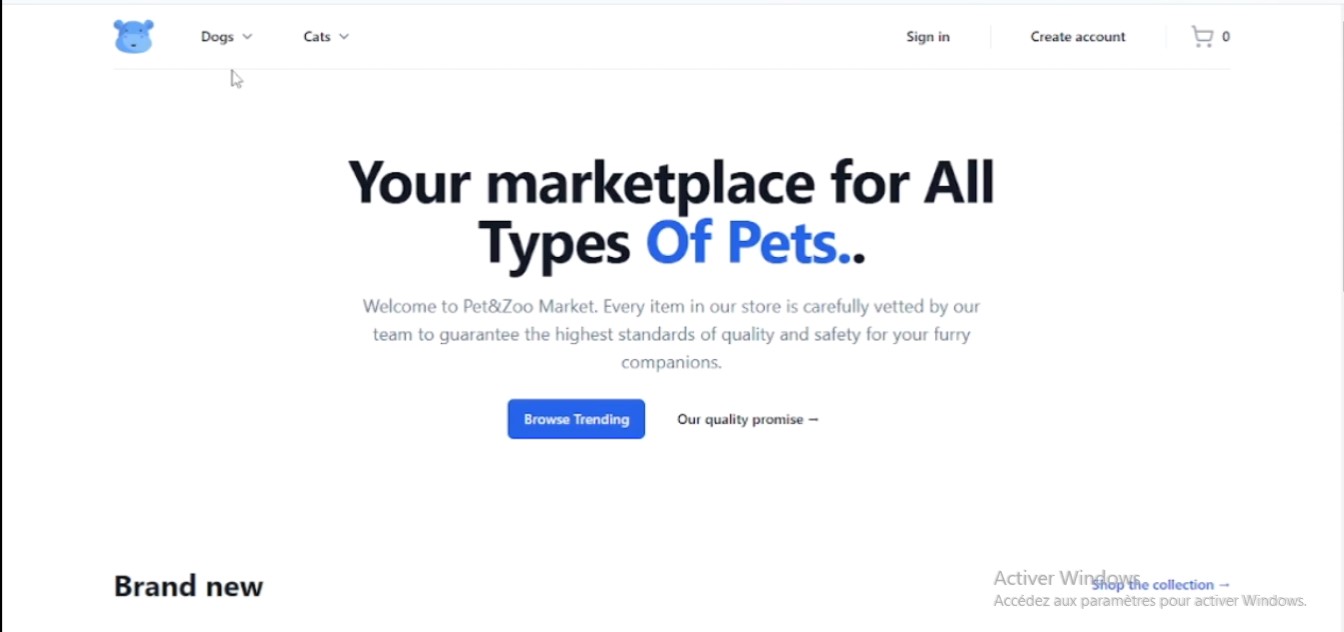 Dogs
Cats
Sign in
Create account
0
Your marketplace for All
Types Of Pets..
Welcome to Pet&Zoo Market. Every item in our store is carefully vetted by our
team to guarantee the highest standards of quality and safety for your furry
companions.
Browse Trending
Our quality promise →
Brand new
Shop the collection →
Activer Windows
Accédez aux paramètres pour activer Windows.